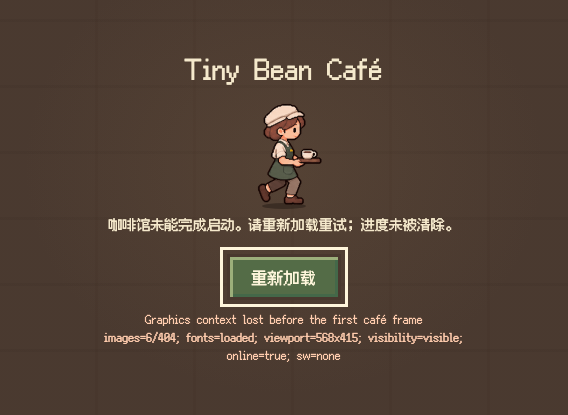 Tiny Bean Café
咖啡馆未能完成启动。请重新加载重试；进度未被清除。
重新加载
Graphics context lost before the first café frame
images=6/404; fonts=loaded; viewport=568x415; visibility=visible;
online=true; sw=none